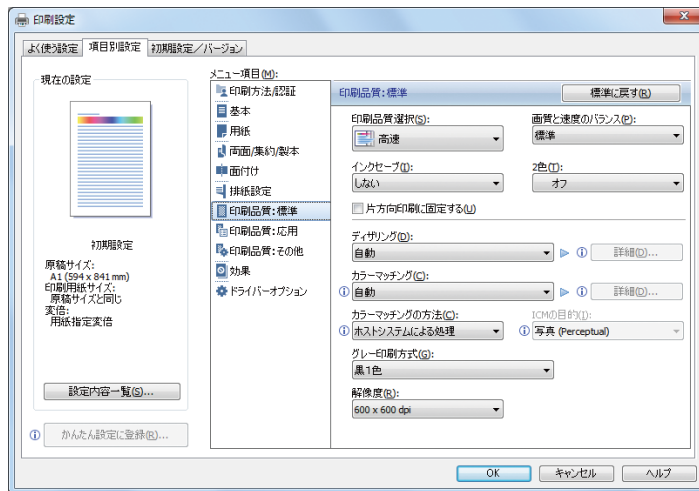 印刷設定
よく使う設定
項目別設定
初期設定／バージョン
現在の設定
初期設定
原稿サイズ:
A1 (594 x 841 mm)
印刷用紙サイズ:
原稿サイズと同じ
変倍:
用紙指定変倍
設定内容一覧(S)...
かんたん設定に登録(R)...
メニュー項目(M):
印刷方法/認証
基本
用紙
両面/集約/製本
面付け
排紙設定
印刷品質:標準
印刷品質:応用
印刷品質:その他
効果
ドライバーオプション
印刷品質:標準
標準に戻す(R)
印刷品質選択(S):
画質と速度のバランス(P):
高速
標準
インクセーブ(I):
2色(T):
しない
オフ
片方向印刷に固定する(U)
ディザリング(D):
自動
詳細(D)...
カラーマッチング(C):
自動
詳細(D)...
カラーマッチングの方法(C):
ICMの目的(I):
ホストシステムによる処理
写真 (Perceptual)
グレー印刷方式(G):
黒1色
解像度(R):
600 x 600 dpi
OK
キャンセル
ヘルプ